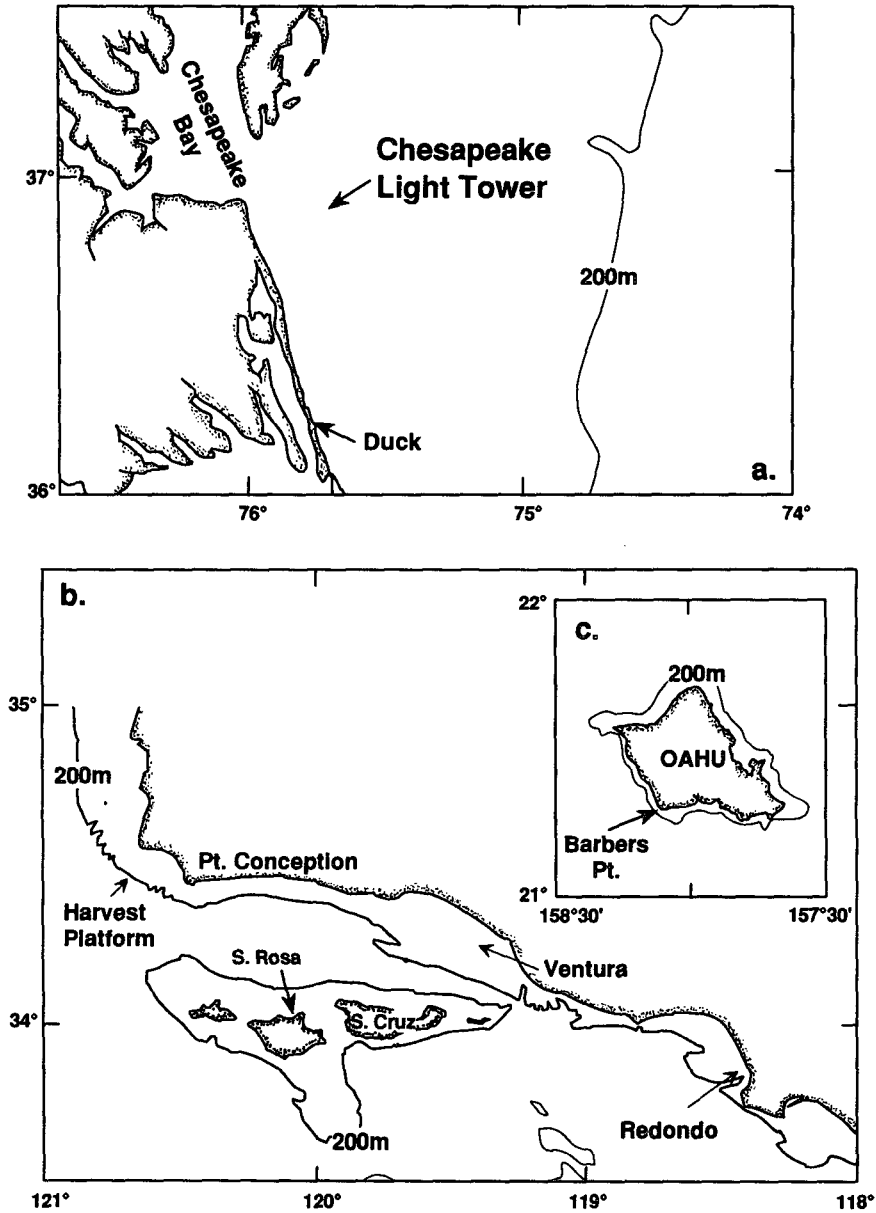 Chesapeake
Bay
Chesapeake
Light Tower
37°
200m
Duck
36°
a.
76°
75°
74°
b.
22°
c.
200m
35°
OAHU
200m
Barbers
Pt.
Pt. Conception
21°
158°30'
157°30'
Harvest
Platform
S. Rosa
Ventura
34°
S. Cruz
Redondo
200m
121°
120°
119°
118°